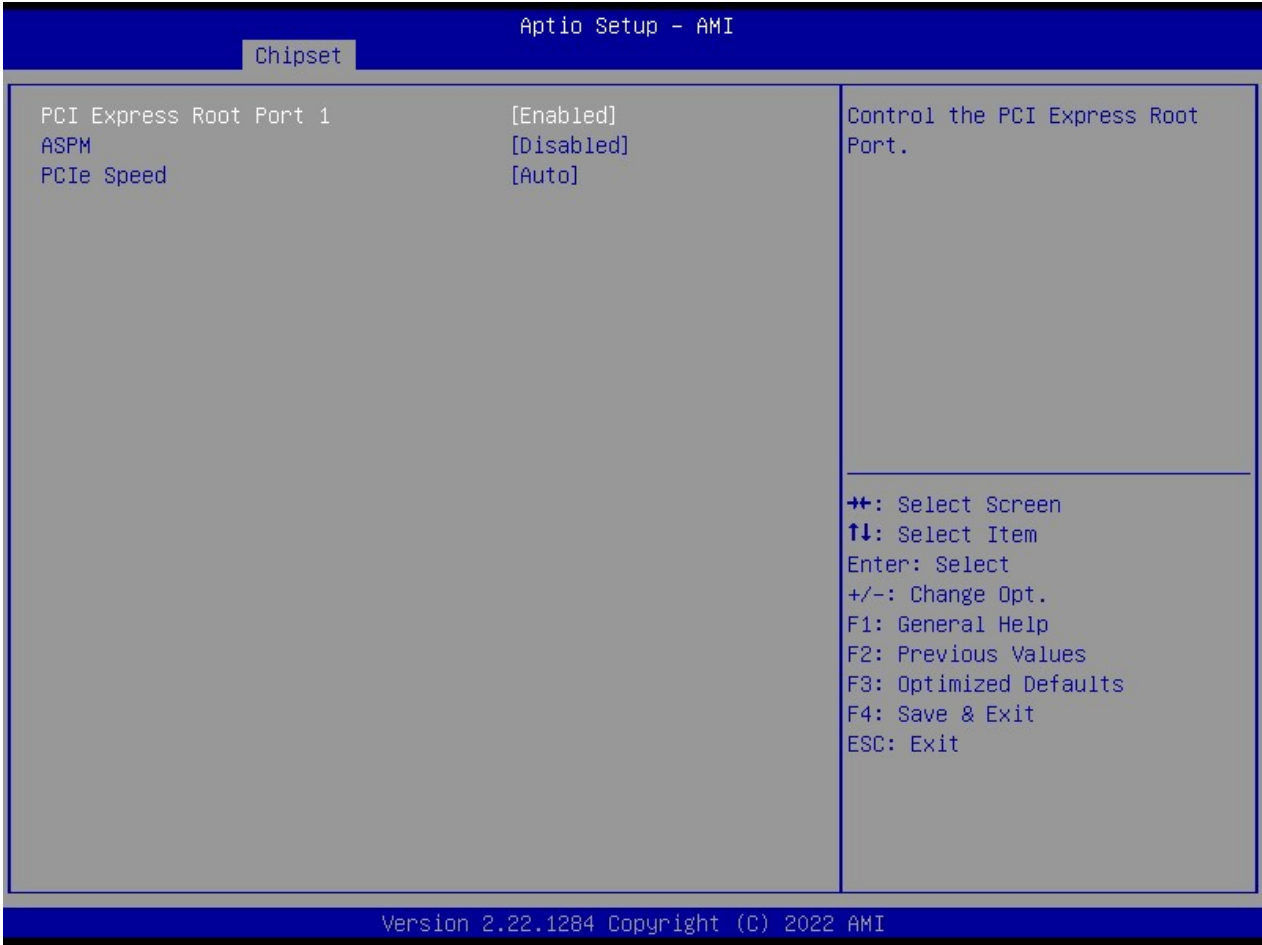 Aptio Setup – AMI
Chipset
PCI Express Root Port 1 [Enabled]
ASPM [Disabled]
PCIe Speed [Auto]
Control the PCI Express Root
Port.
→←: Select Screen
↑↓: Select Item
Enter: Select
+/-: Change Opt.
F1: General Help
F2: Previous Values
F3: Optimized Defaults
F4: Save & Exit
ESC: Exit
Version 2.22.1284 Copyright (C) 2022 AMI